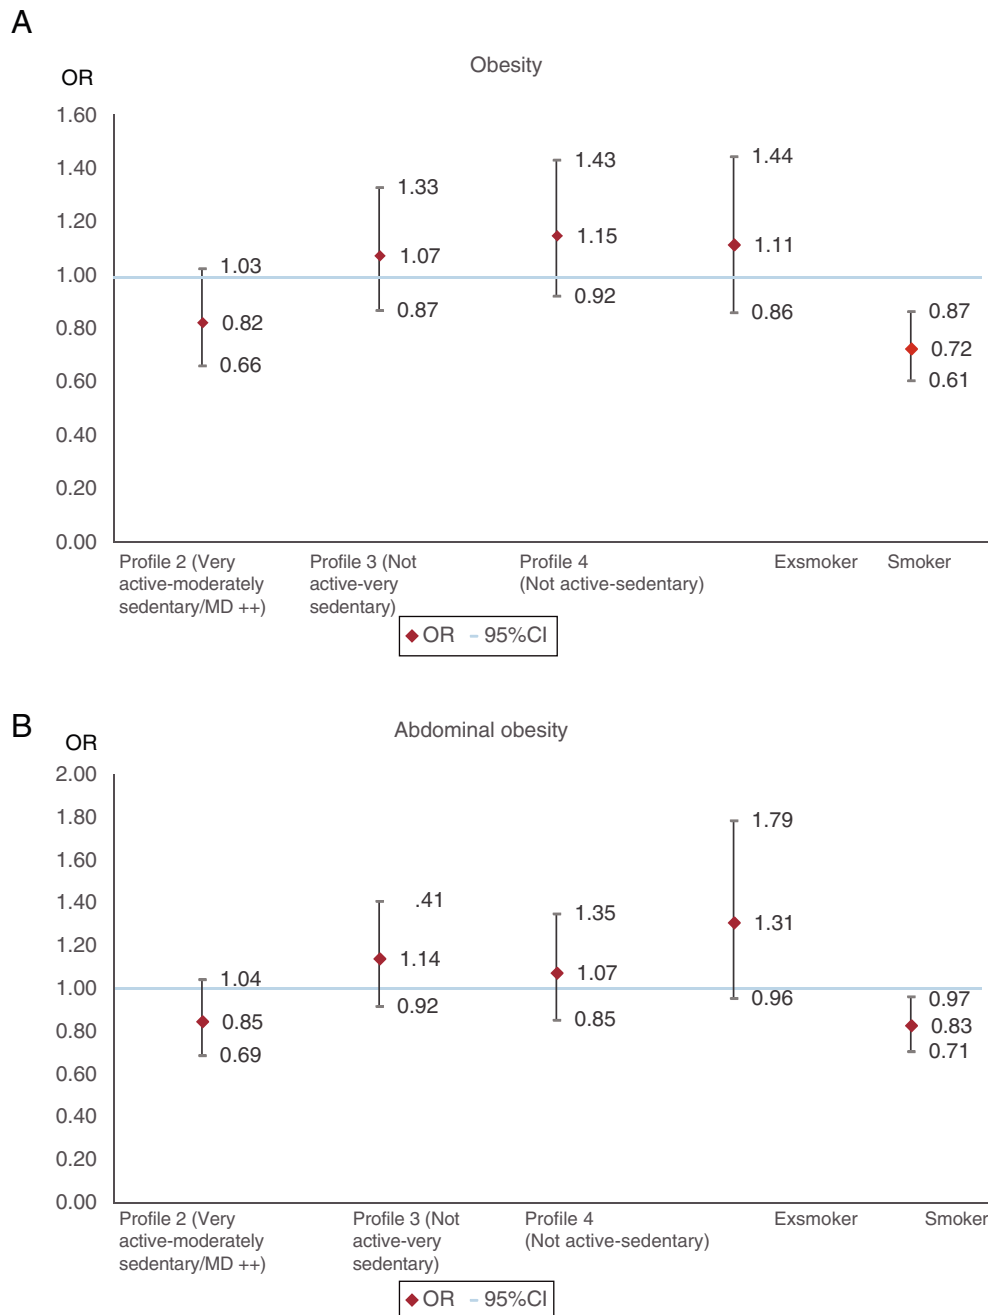 A
Obesity
OR
1.60
1.40
1.20
1.00
0.80
0.60
0.40
0.20
0.00
1.03
0.82
0.66
1.33
1.07
0.87
1.43
1.15
0.92
1.44
1.11
0.86
0.87
0.72
0.61
Profile 2 (Very
active-moderately
sedentary/MD ++)
Profile 3 (Not
active-very
sedentary)
Profile 4
(Not active-sedentary)
Exsmoker
Smoker
OR 95%CI
B
Abdominal obesity
OR
2.00
1.80
1.60
1.40
1.20
1.00
0.80
0.60
0.40
0.20
0.00
1.04
0.85
0.69
.41
1.14
0.92
1.35
1.07
0.85
1.79
1.31
0.96
0.97
0.83
0.71
Profile 2 (Very
active-moderately
sedentary/MD ++)
Profile 3 (Not
active-very
sedentary)
Profile 4
(Not active-sedentary)
Exsmoker
Smoker
OR 95%CI